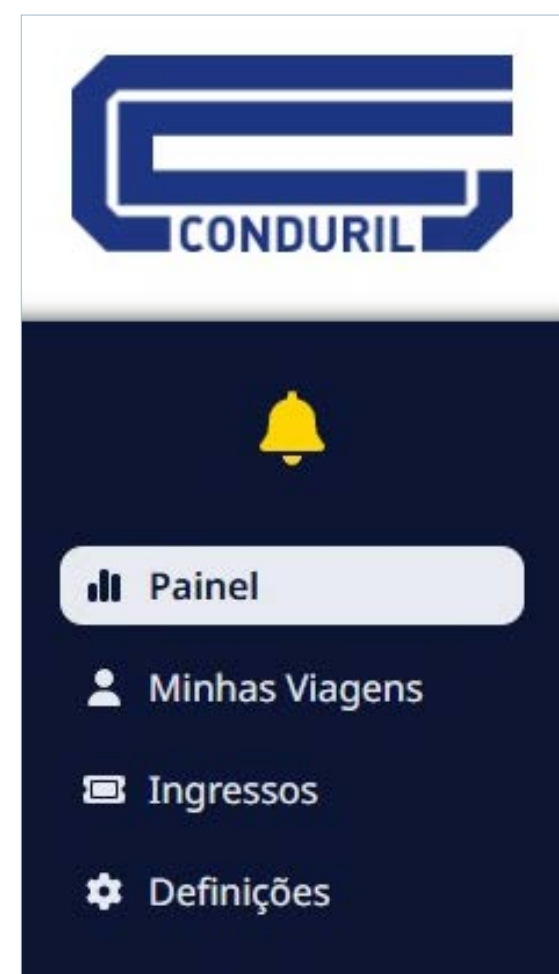 CONDURIL
Painel
Minhas Viagens
Ingressos
Definições